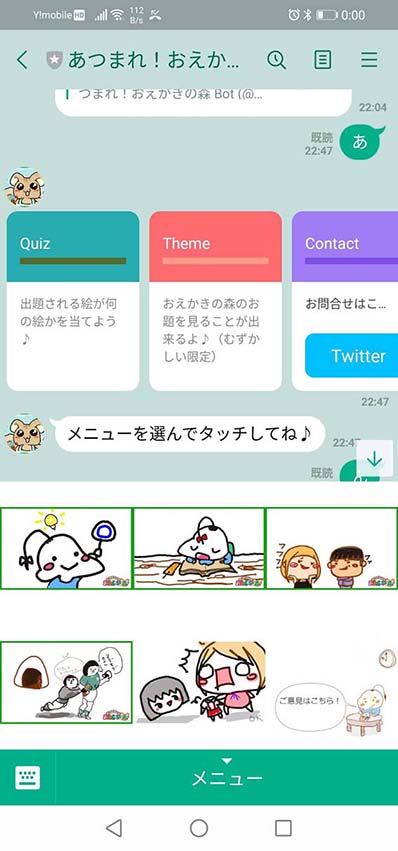 Y!mobile HD
112 B/s
0:00
あつまれ！おえか...
つまれ！おえかきの森 Bot (@...
22:04
既読
22:47
あ
Quiz
出題される絵が何
の絵かを当てよう
♪
Theme
おえかきの森のお
題を見ることが出
来るよ♪（むずか
しい限定）
Contact
お問合せはこ...
Twitter
22:47
メニューを選んでタッチしてね♪
22:47
既読
OK
ご意見はこちら！
メニュー